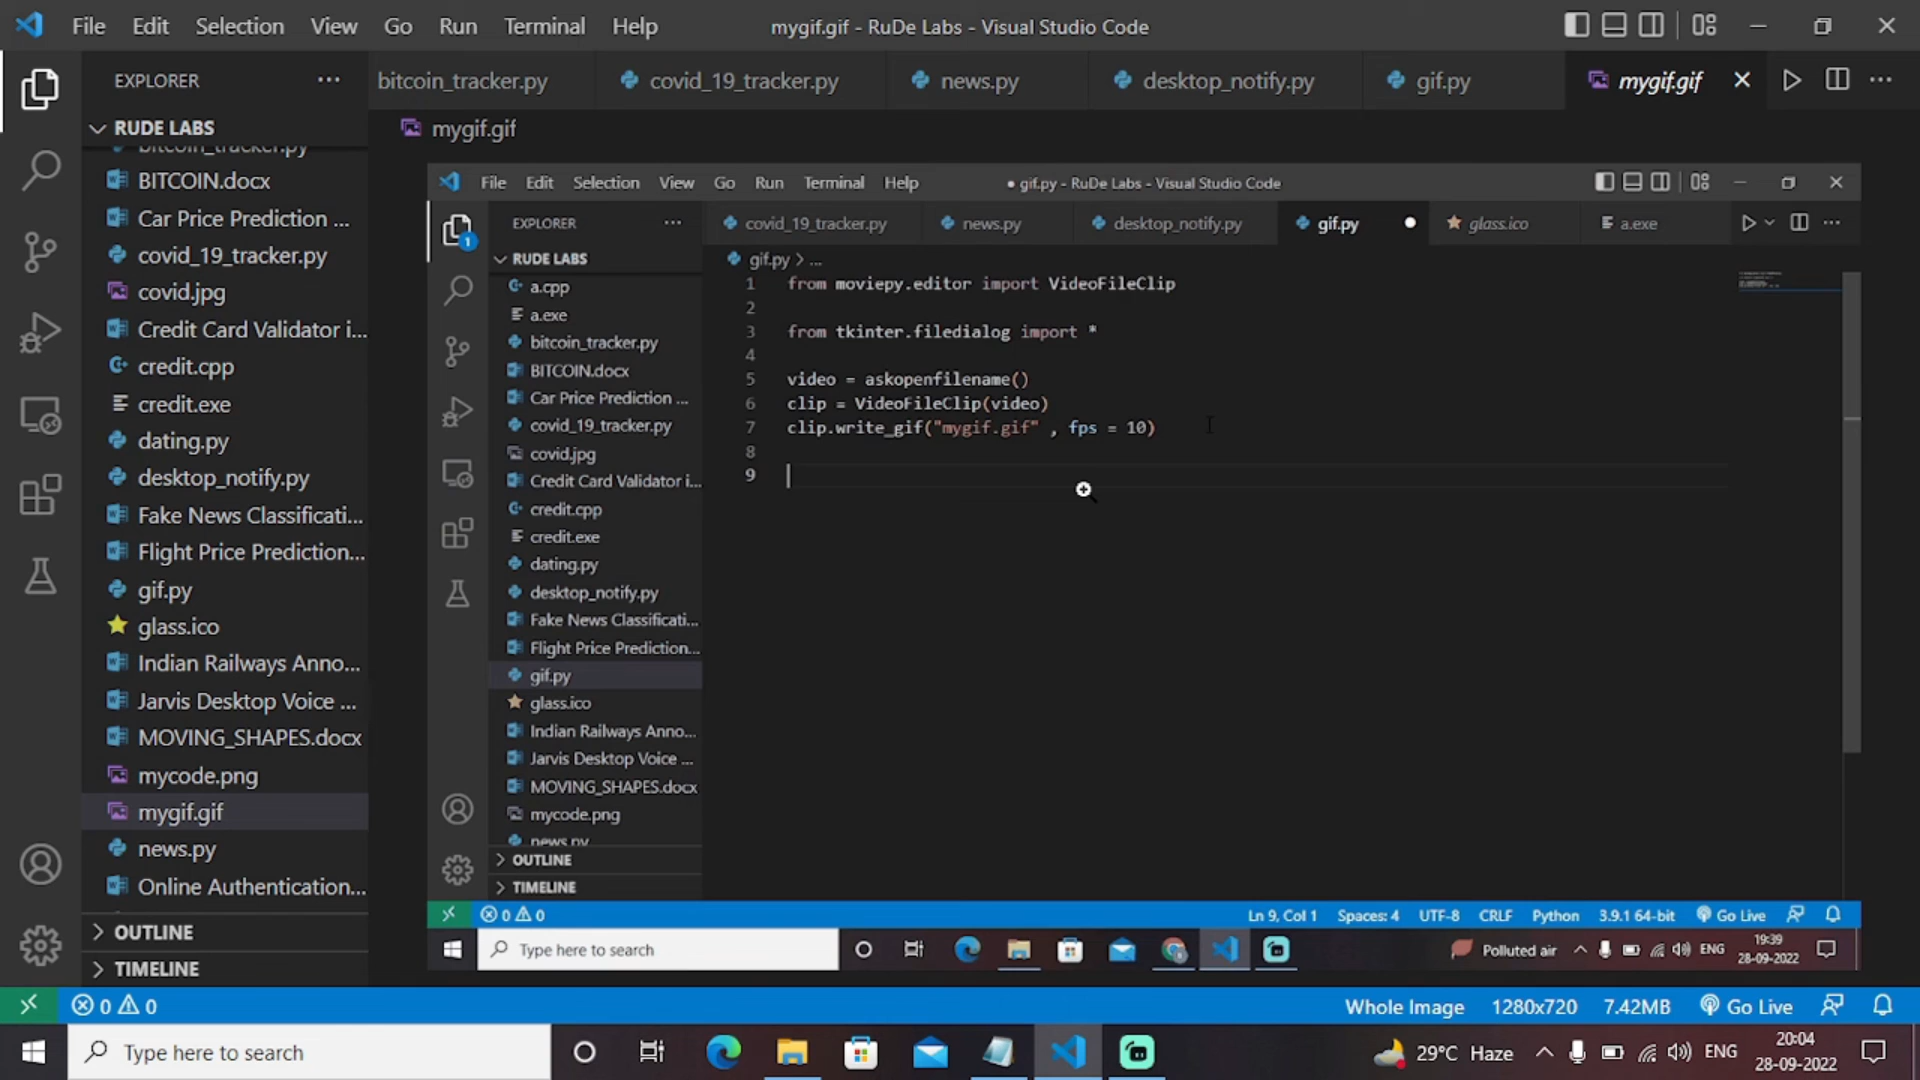 File Edit Selection View Go Run Terminal Help
mygif.gif - RuDe Labs - Visual Studio Code
EXPLORER
bitcoin_tracker.py
covid_19_tracker.py
news.py
desktop_notify.py
gif.py
mygif.gif
RUDE LABS
bitcoin_tracker.py
BITCOIN.docx
Car Price Prediction ...
covid_19_tracker.py
covid.jpg
Credit Card Validator i...
credit.cpp
credit.exe
dating.py
desktop_notify.py
Fake News Classificati...
Flight Price Prediction...
gif.py
glass.ico
Indian Railways Anno...
Jarvis Desktop Voice ...
MOVING_SHAPES.docx
mycode.png
mygif.gif
news.py
Online Authentication...
OUTLINE
TIMELINE
mygif.gif
File Edit Selection View Go Run Terminal Help
● gif.py - RuDe Labs - Visual Studio Code
EXPLORER
covid_19_tracker.py
news.py
desktop_notify.py
gif.py
glass.ico
a.exe
1
RUDE LABS
a.cpp
a.exe
bitcoin_tracker.py
BITCOIN.docx
Car Price Prediction ...
covid_19_tracker.py
covid.jpg
Credit Card Validator i...
credit.cpp
credit.exe
dating.py
desktop_notify.py
Fake News Classificati...
Flight Price Prediction...
gif.py
glass.ico
Indian Railways Anno...
Jarvis Desktop Voice ...
MOVING_SHAPES.docx
mycode.png
news.py
OUTLINE
TIMELINE
gif.py > ...
1 from moviepy.editor import VideoFileClip
2
3 from tkinter.filedialog import *
4
5 video = askopenfilename()
6 clip = VideoFileClip(video)
7 clip.write_gif("mygif.gif" , fps = 10)
8
9
0 0 Ln 9, Col 1 Spaces: 4 UTF-8 CRLF Python 3.9.1 64-bit Go Live
Type here to search
Polluted air
ENG
19:39
28-09-2022
0 0 Whole Image 1280x720 7.42MB Go Live
Type here to search
29°C Haze
ENG
20:04
28-09-2022